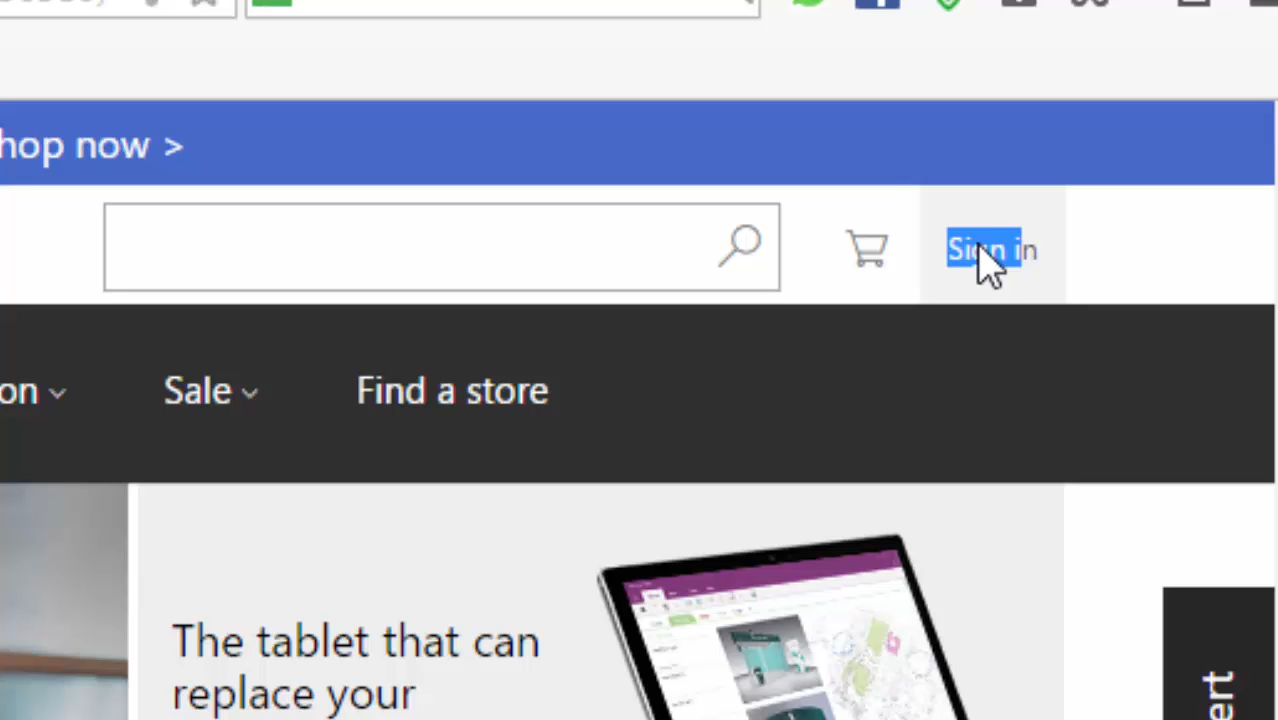 hop now >
Sign in
on
Sale
Find a store
The tablet that can
replace your
ert